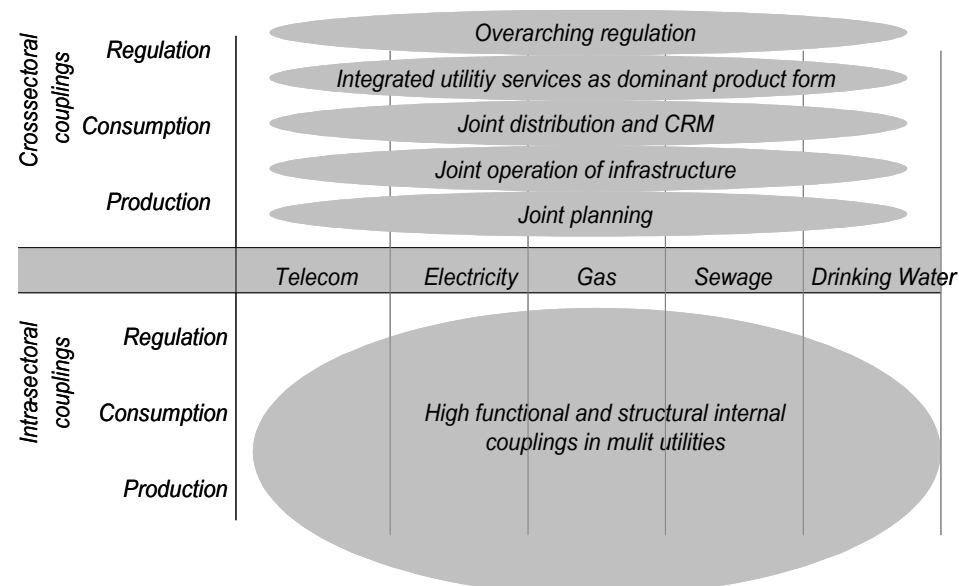 Crosssectoral
couplings
Regulation
Consumption
Production
Overarching regulation
Integrated utilitiy services as dominant product form
Joint distribution and CRM
Joint operation of infrastructure
Joint planning
Telecom
Electricity
Gas
Sewage
Drinking Water
Intrasectoral
couplings
Regulation
Consumption
Production
High functional and structural internal
couplings in mulit utilities